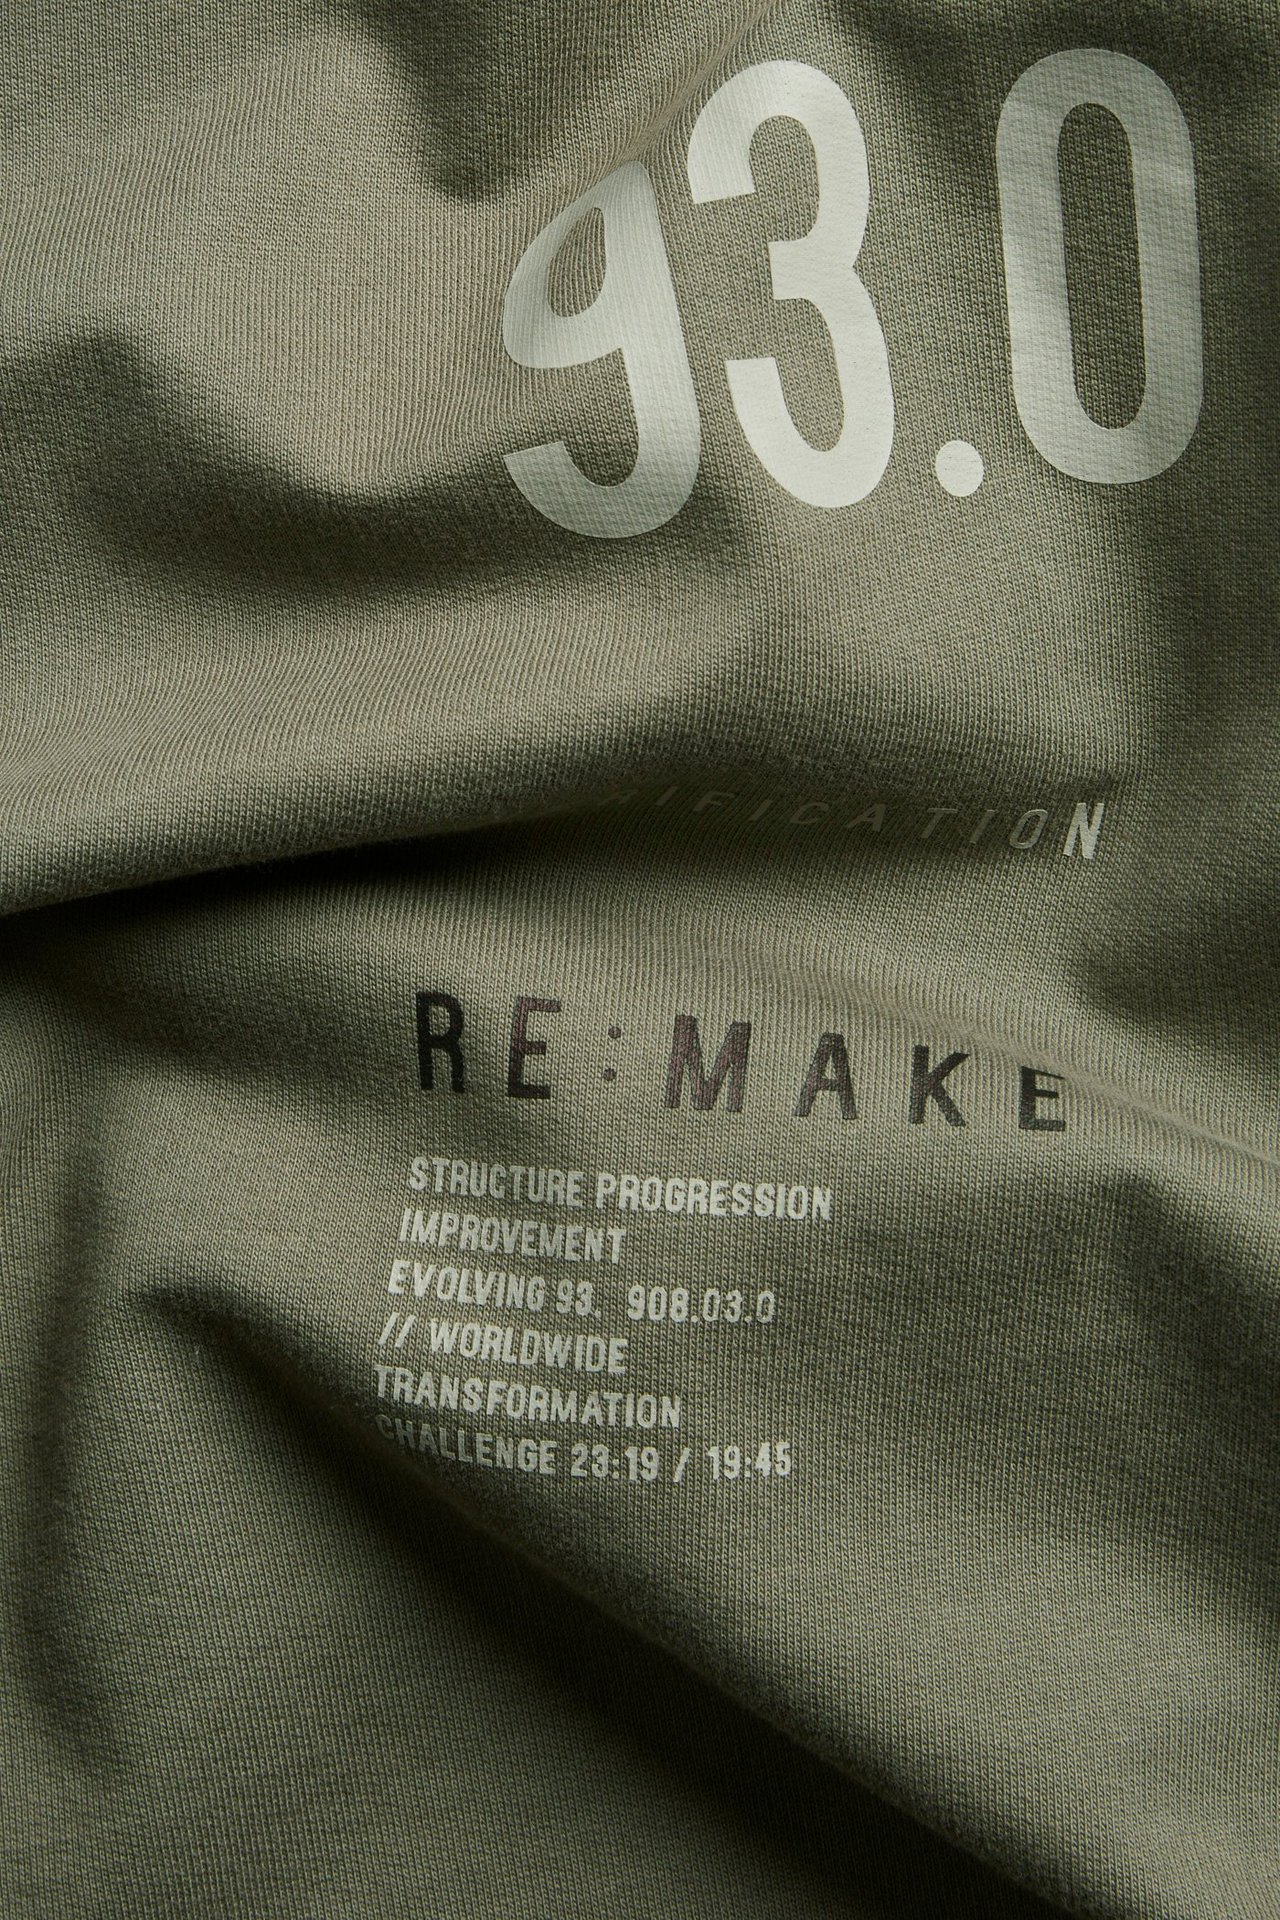 93.0
RE:MAKE
STRUCTURE PROGRESSION
IMPROVEMENT
EVOLVING 93. 908.03.0
// WORLDWIDE
TRANSFORMATION
CHALLENGE 23:19 / 19:45